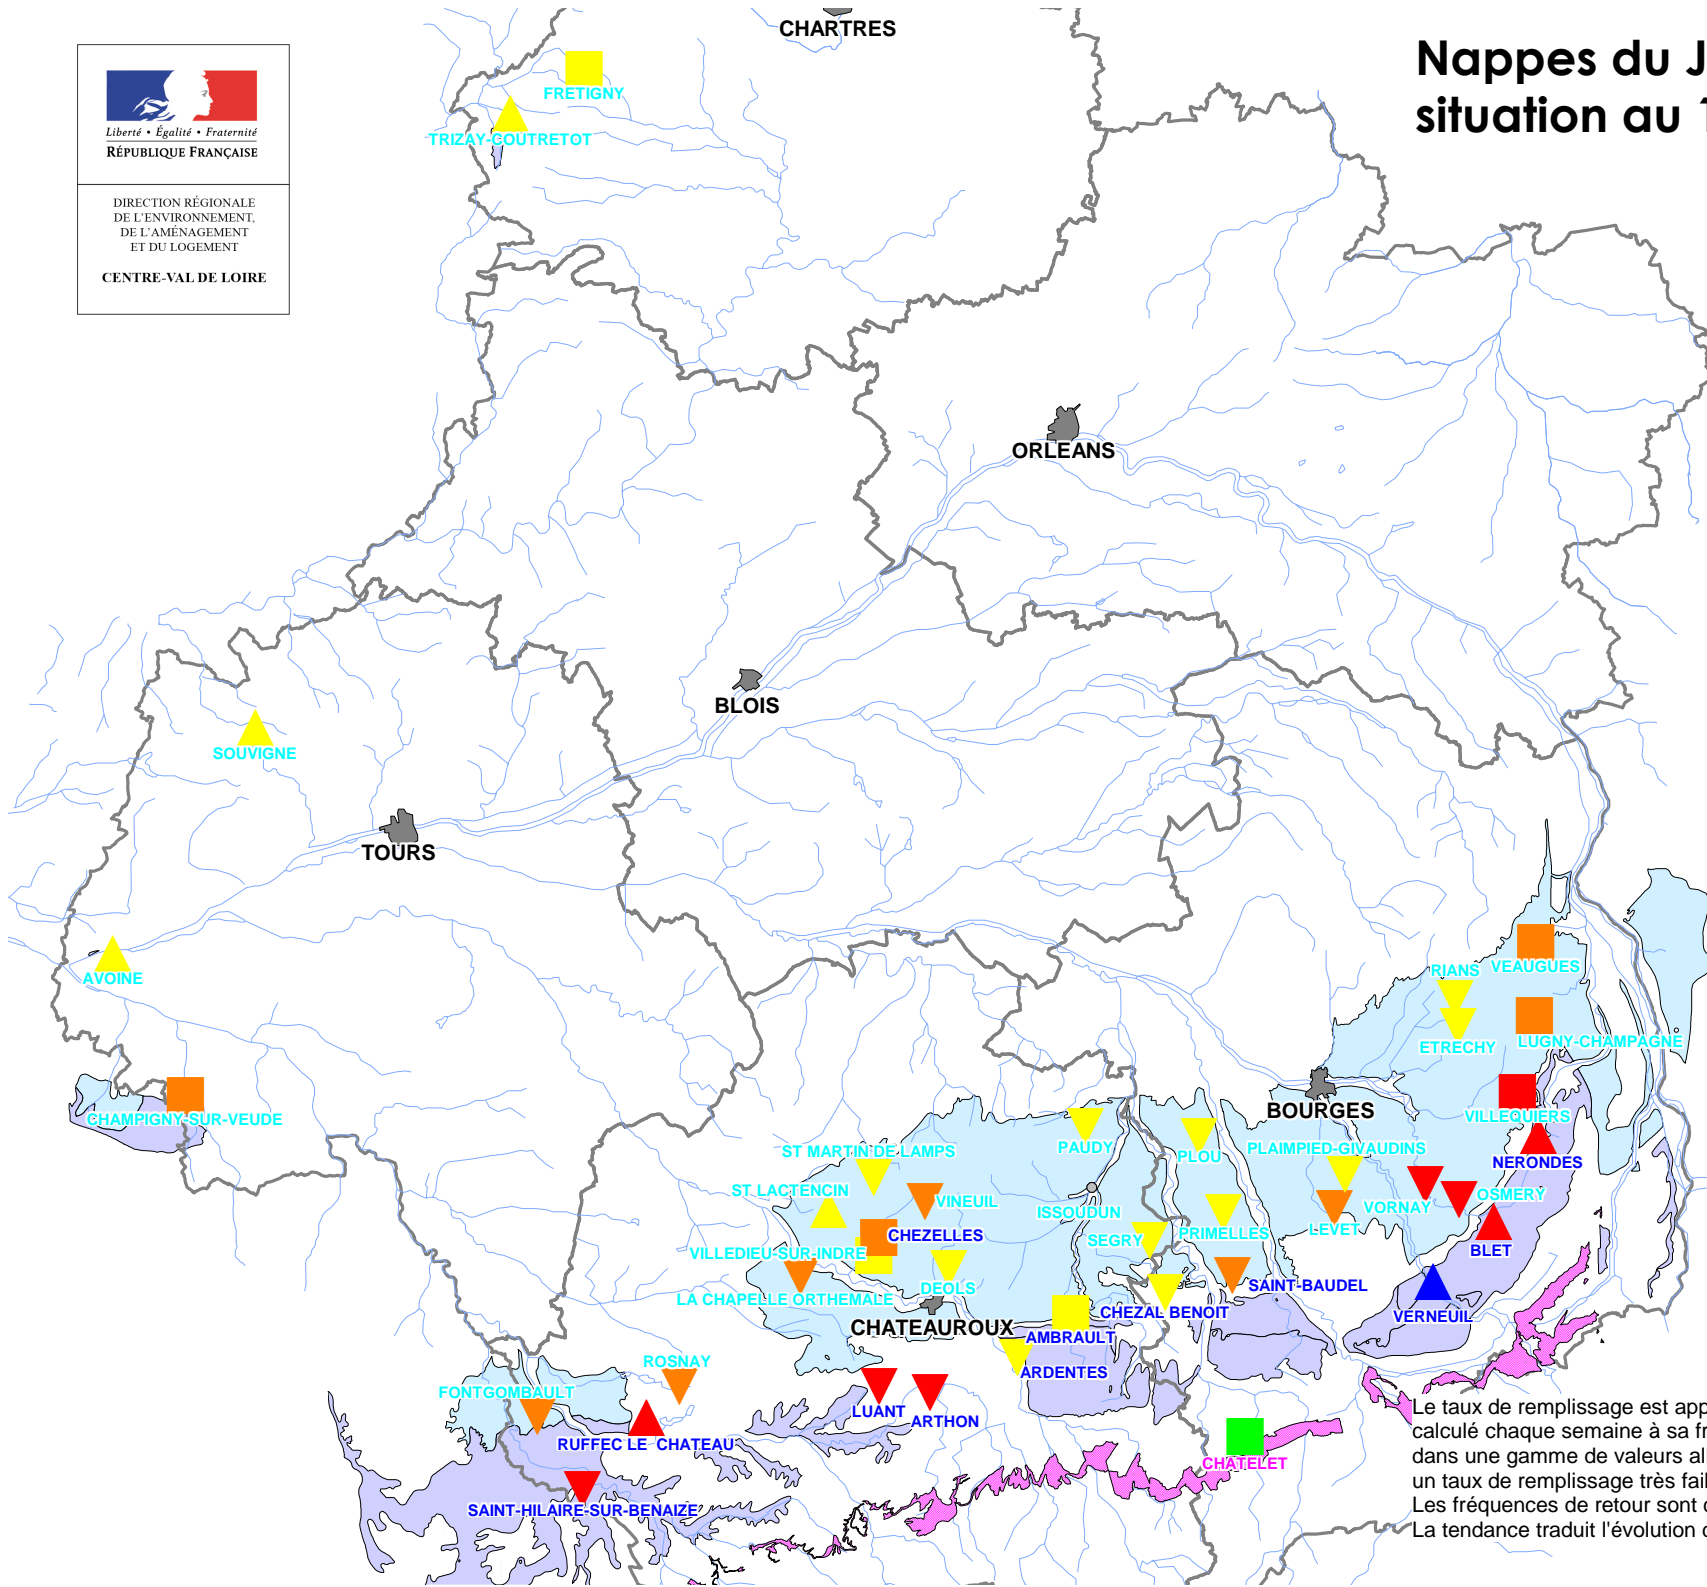 CHARTRES
Nappes du J
situation au 1
Liberté • Égalité • Fraternité
RÉPUBLIQUE FRANÇAISE
DIRECTION RÉGIONALE
DE L'ENVIRONNEMENT,
DE L'AMÉNAGEMENT
ET DU LOGEMENT
CENTRE-VAL DE LOIRE
FRETIGNY
TRIZAY-COUTRETOT
ORLEANS
BLOIS
SOUVIGNE
TOURS
AVOINE
RIANS
VEAUGUES
ETRECHY
LUGNY-CHAMPAGNE
CHAMPIGNY-SUR-VEUDE
BOURGES
VILLEQUIERS
ST MARTIN DE LAMPS
PAUDY
PLOU
PLAIMPIED-GIVAUDINS
NERONDES
ST LACTENCIN
VINEUIL
ISSOUDUN
VORNAY
OSMERY
CHEZELLES
SEGRY
PRIMELLES
LEVET
BLET
VILLEDIEU-SUR-INDRE
DEOLS
SAINT-BAUDEL
LA CHAPELLE ORTHEMALE
CHEZAL BENOIT
VERNEUIL
CHATEAUROUX
AMBRAULT
ROSNAY
ARDENTES
FONTGOMBAULT
LUANT
ARTHON
RUFFEC LE CHATEAU
CHATELET
SAINT-HILAIRE-SUR-BENAIZE
Le taux de remplissage est app
calculé chaque semaine à sa fr
dans une gamme de valeurs all
un taux de remplissage très faib
Les fréquences de retour sont c
La tendance traduit l'évolution d